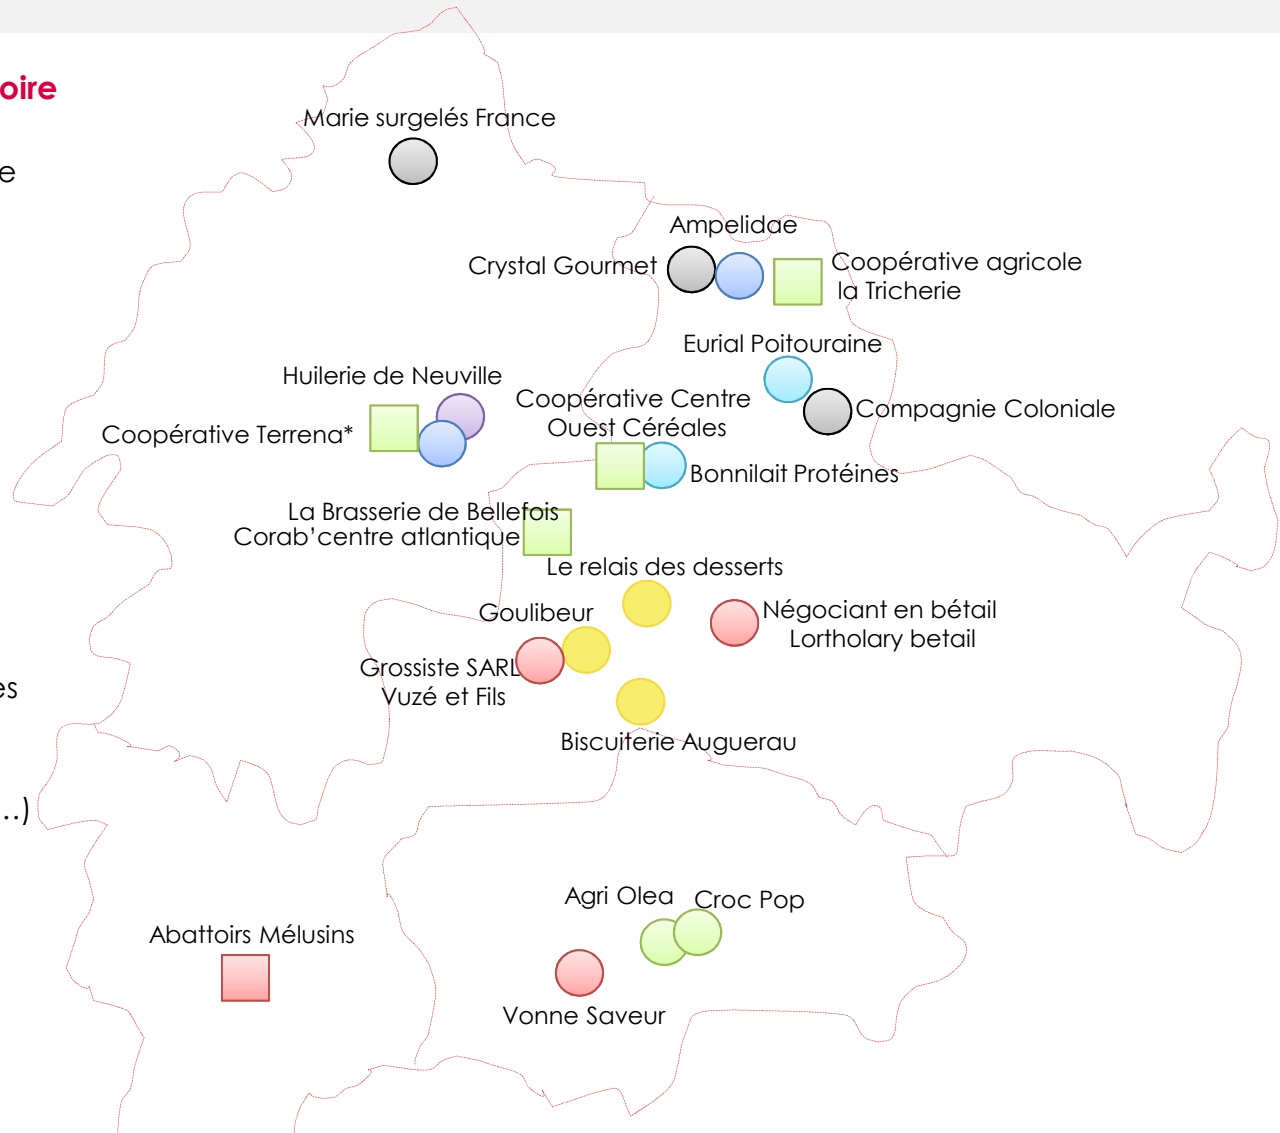 oire
Marie surgelés France
e
Ampelidae
Crystal Gourmet
Coopérative agricole
la Tricherie
Eurial Poitouraine
Huilerie de Neuville
Coopérative Centre
Ouest Céréales
Compagnie Coloniale
Coopérative Terrena*
Bonnilait Protéines
La Brasserie de Bellefois
Corab'centre atlantique
Le relais des desserts
Goulibeur
Négociant en bétail
Lortholary betail
Grossiste SARL
Vuzé et Fils
es
Biscuiterie Auguerau
…)
Agri Olea
Croc Pop
Abattoirs Mélusins
Vonne Saveur